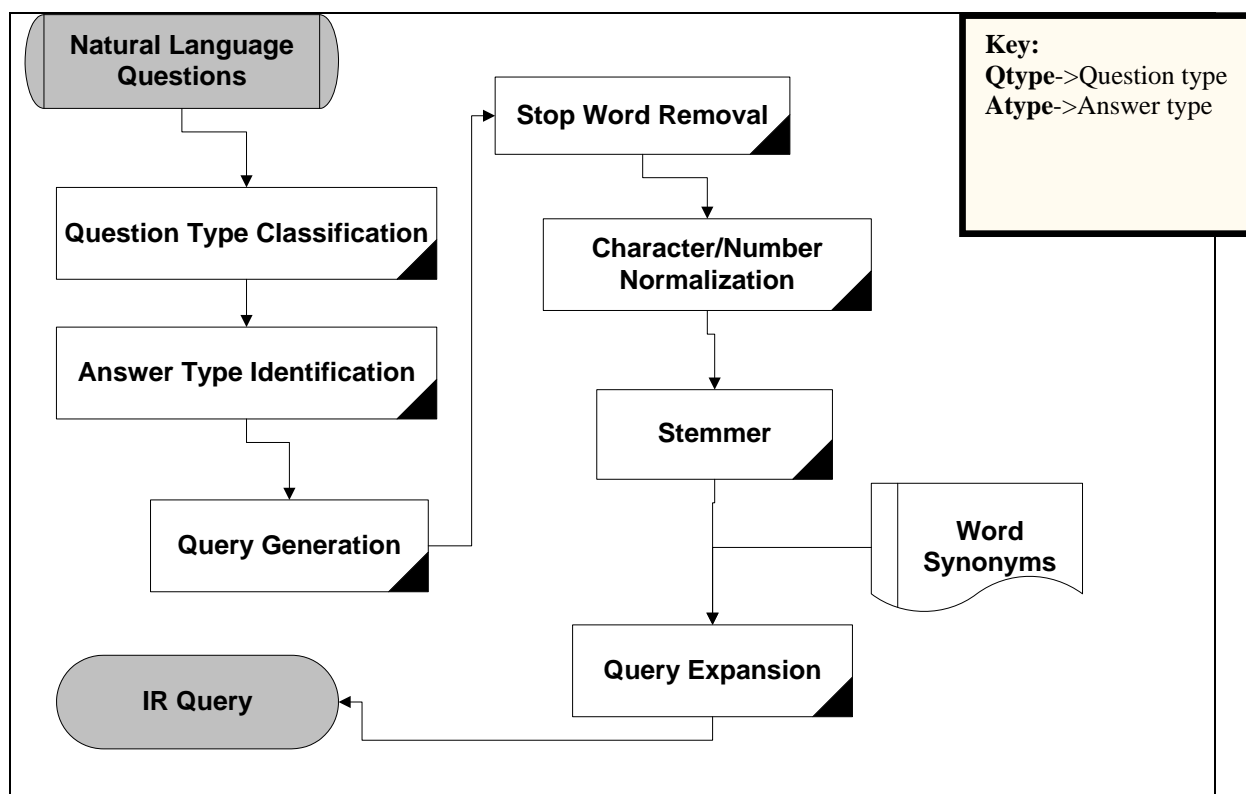 Natural Language
Questions
Question Type Classification
Answer Type Identification
Query Generation
Stop Word Removal
Character/Number
Normalization
Stemmer
Word
Synonyms
Query Expansion
IR Query
Key:
Qtype->Question type
Atype->Answer type